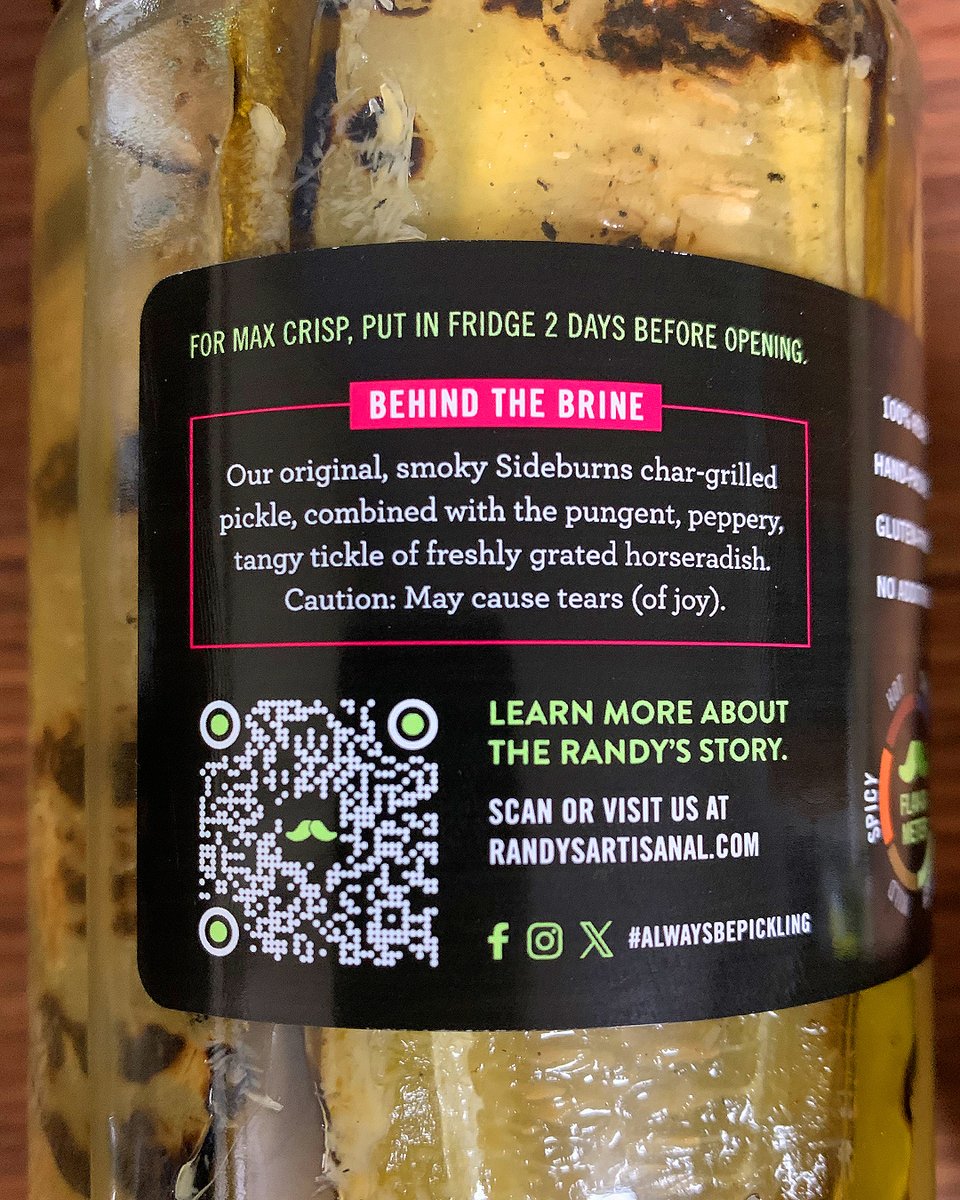 FOR MAX CRISP, PUT IN FRIDGE 2 DAYS BEFORE OPENING.
BEHIND THE BRINE
Our original, smoky Sideburns char-grilled
pickle, combined with the pungent, peppery,
tangy tickle of freshly grated horseradish.
Caution: May cause tears (of joy).
LEARN MORE ABOUT
THE RANDY'S STORY.
SCAN OR VISIT US AT
RANDYSARTISANAL.COM
#ALWAYSBEPICKLING
100%
NO
SPICY